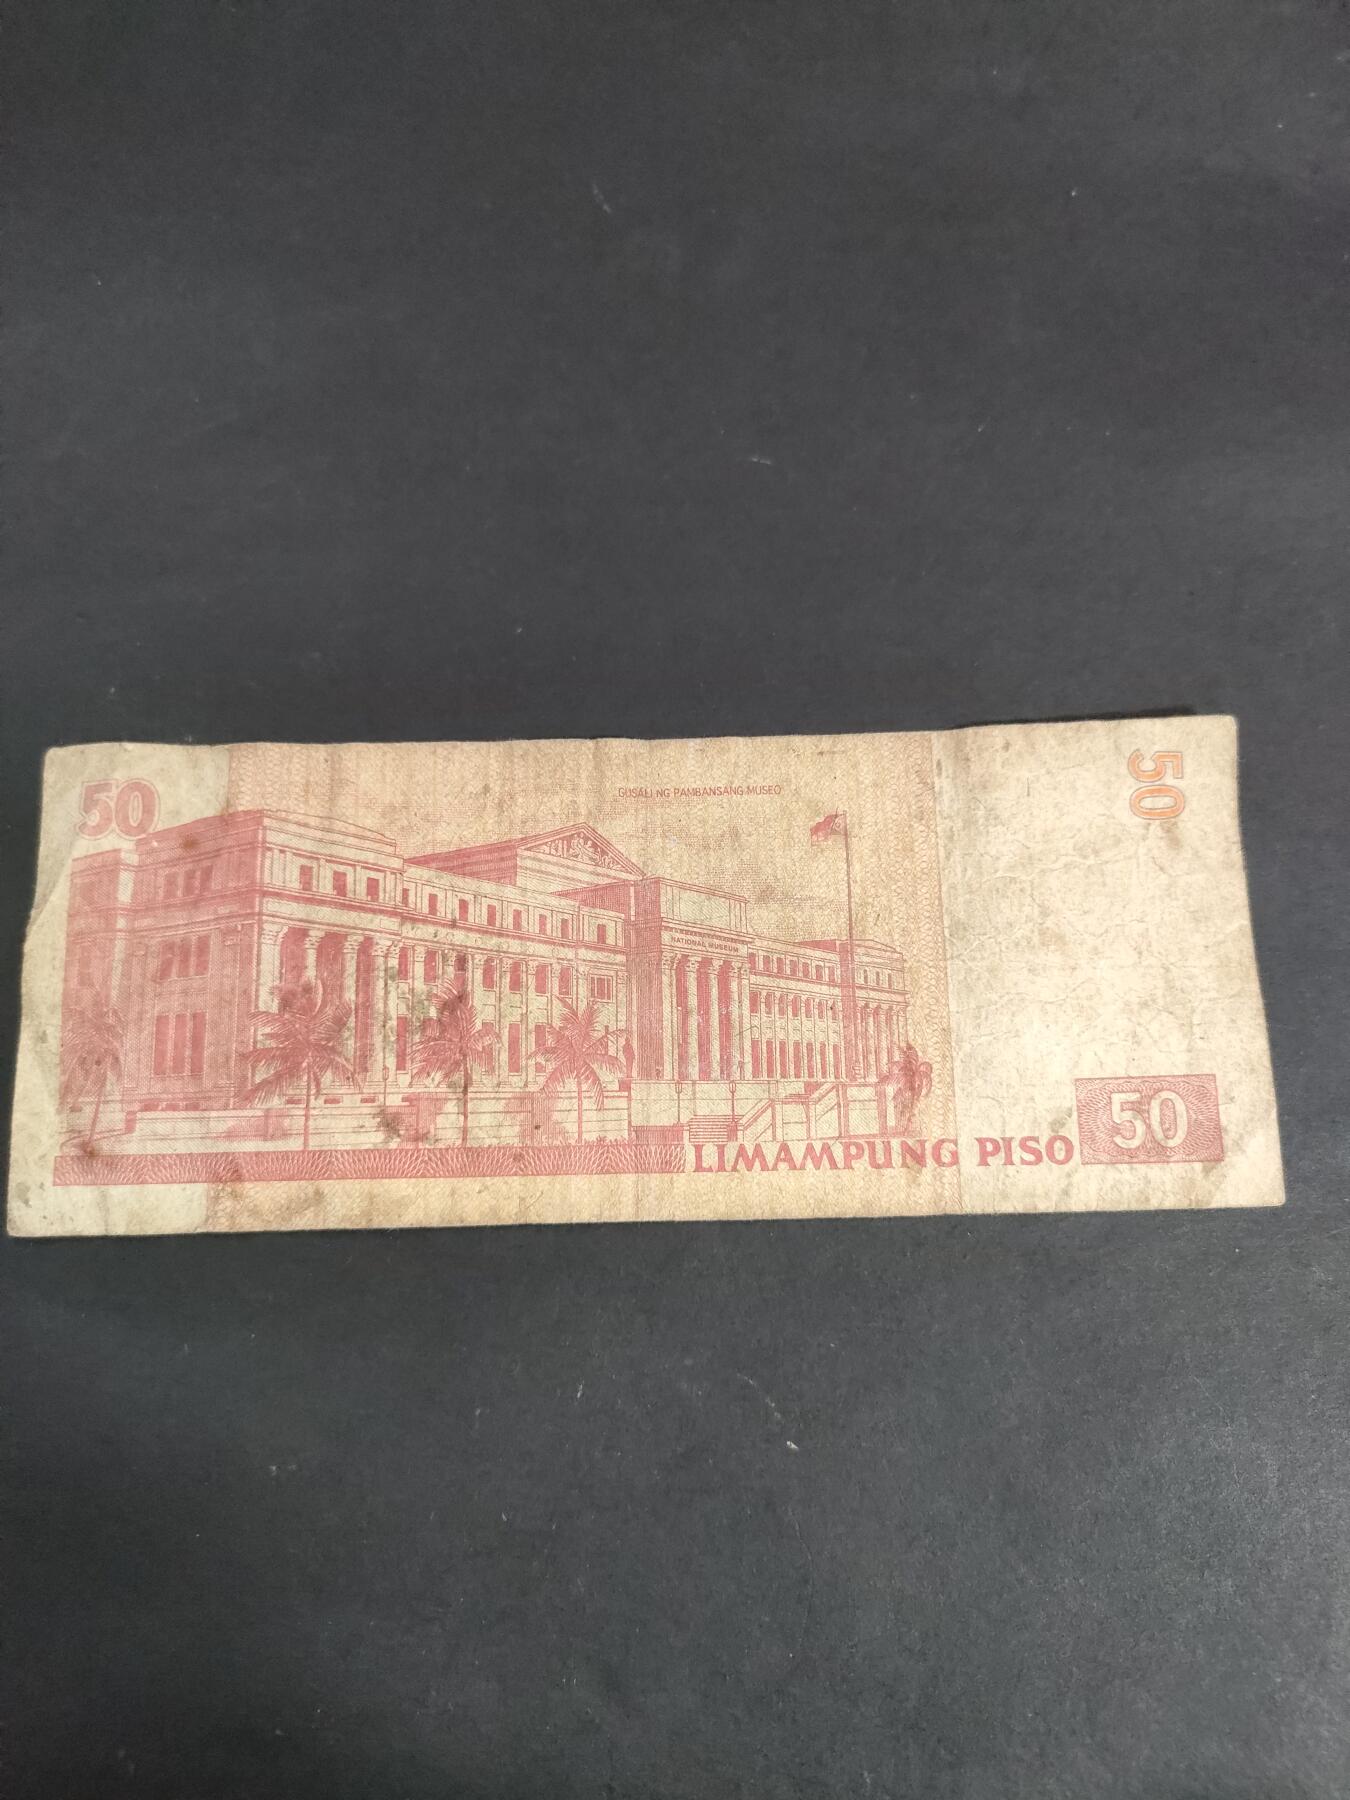 50
GUSALI NG PAMBANSANG MUSEO
50
NATIONAL MUSEUM
LIMAMPUNG PISO
50